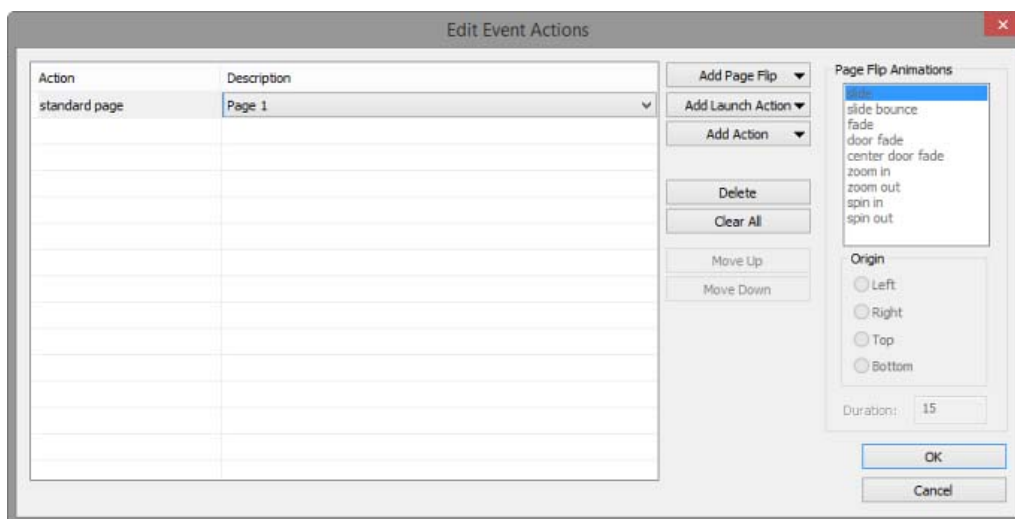 Edit Event Actions
Action Description
standard page Page 1
Add Page Flip
Add Launch Action
Add Action
Delete
Clear All
Move Up
Move Down
Page Flip Animations
slide
slide bounce
fade
door fade
center door fade
zoom in
zoom out
spin in
spin out
Origin
Left
Right
Top
Bottom
Duration: 15
OK
Cancel